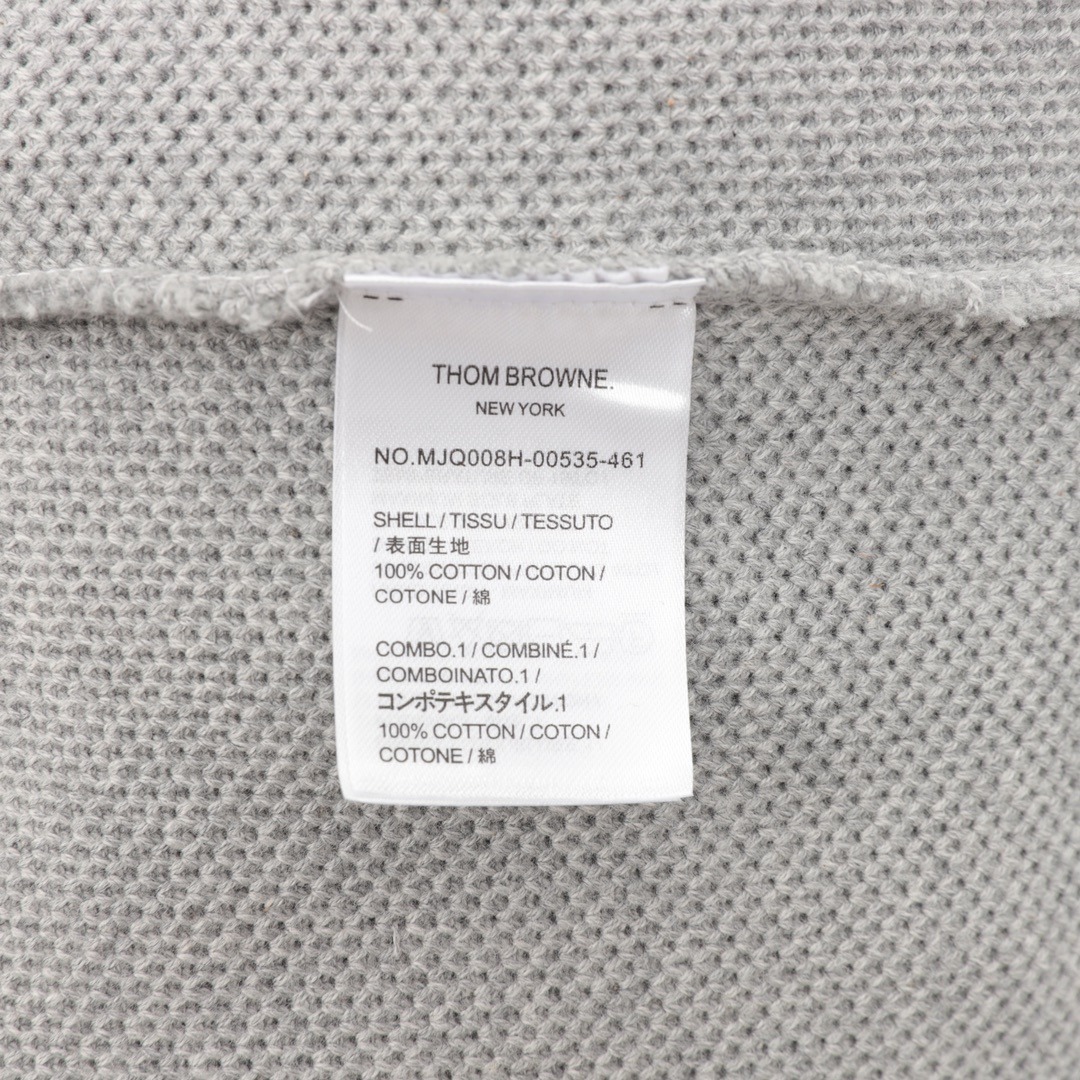 THOM BROWNE.
NEW YORK
NO.MJQ008H-00535-461
SHELL / TISSU / TESSUTO
/ 表面生地
100% COTTON / COTON /
COTONE / 綿
COMBO.1 / COMBINÉ.1 /
COMBOINATO.1 /
コンポテキスタイル.1
100% COTTON / COTON /
COTONE / 綿